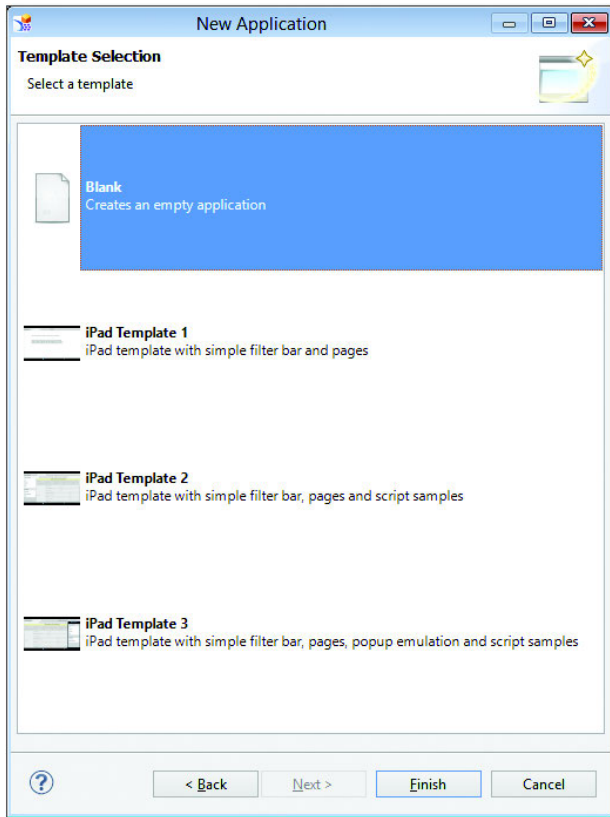 New Application
Template Selection
Select a template
Blank
Creates an empty application
iPad Template 1
iPad template with simple filter bar and pages
iPad Template 2
iPad template with simple filter bar, pages and script samples
iPad Template 3
iPad template with simple filter bar, pages, popup emulation and script samples
?
< Back
Next >
Finish
Cancel